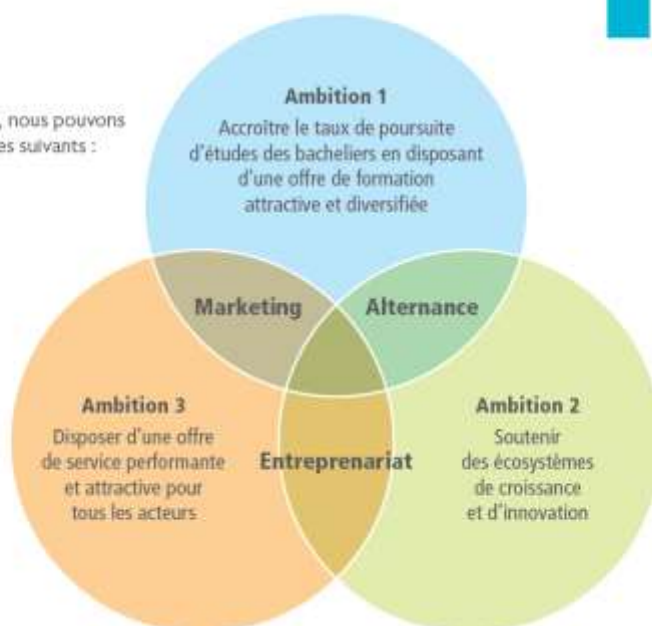 , nous pouvons
es suivants :
Ambition 1
Accroître le taux de poursuite
d'études des bacheliers en disposant
d'une offre de formation
attractive et diversifiée
Marketing
Alternance
Ambition 3
Disposer d'une offre
de service performante
et attractive pour
tous les acteurs
Entreprenariat
Ambition 2
Soutenir
des écosystèmes
de croissance
et d'innovation